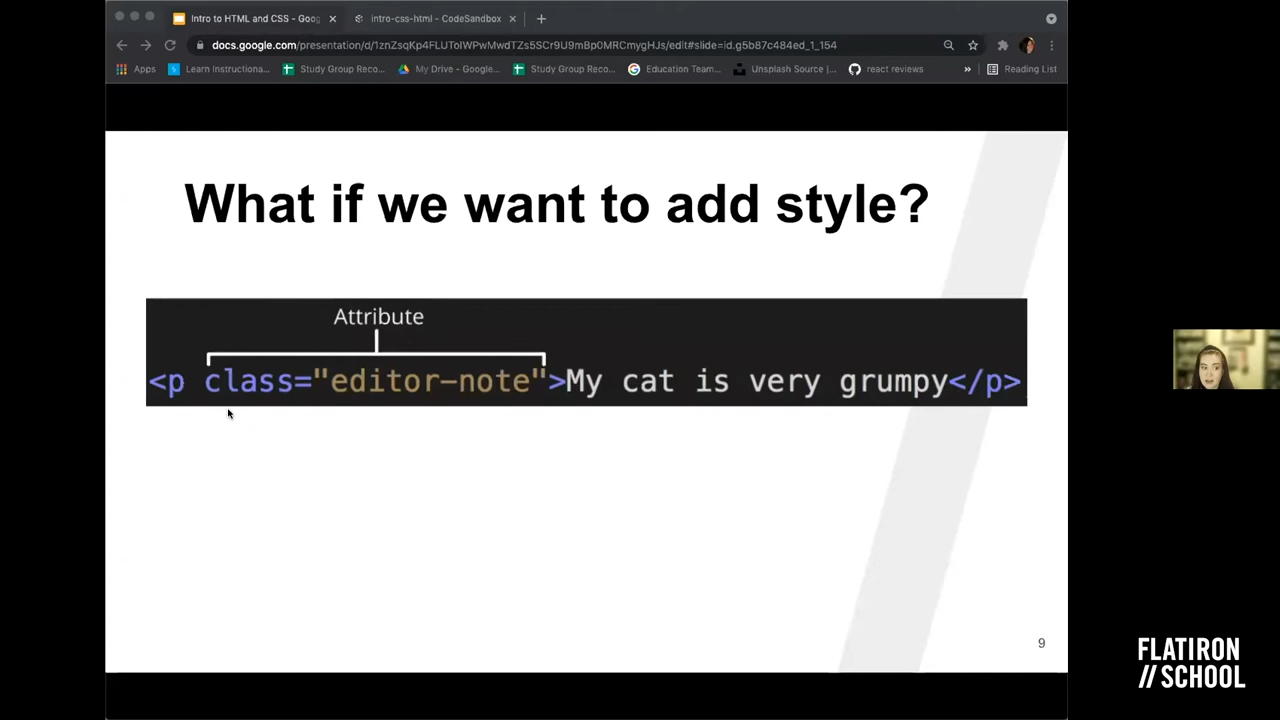 Intro to HTML and CSS - Goog
intro-css-html - CodeSandbox
docs.google.com/presentation/d/1znZsqKp4FLUToIWPwMwdTZs5SCr9U9mBp0MRCmygHJs/edit#slide=id.g5b87c484ed_1_154
Apps
Learn Instructiona...
Study Group Reco...
My Drive - Google...
Study Group Reco...
Education Team...
Unsplash Source |...
react reviews
»
Reading List
What if we want to add style?
Attribute
<p class="editor-note">My cat is very grumpy</p>
9
FLATIRON
// SCHOOL